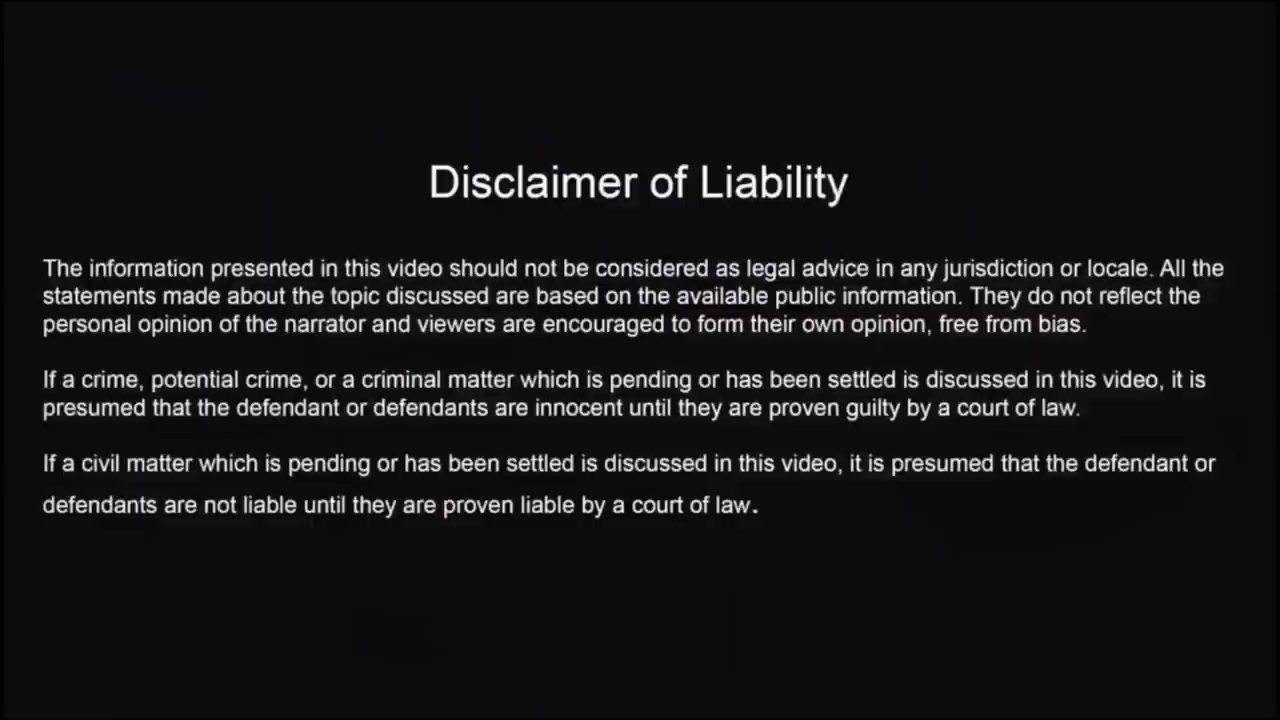 Disclaimer of Liability
The information presented in this video should not be considered as legal advice in any jurisdiction or locale. All the
statements made about the topic discussed are based on the available public information. They do not reflect the
personal opinion of the narrator and viewers are encouraged to form their own opinion, free from bias.
If a crime, potential crime, or a criminal matter which is pending or has been settled is discussed in this video, it is
presumed that the defendant or defendants are innocent until they are proven guilty by a court of law.
If a civil matter which is pending or has been settled is discussed in this video, it is presumed that the defendant or
defendants are not liable until they are proven liable by a court of law.